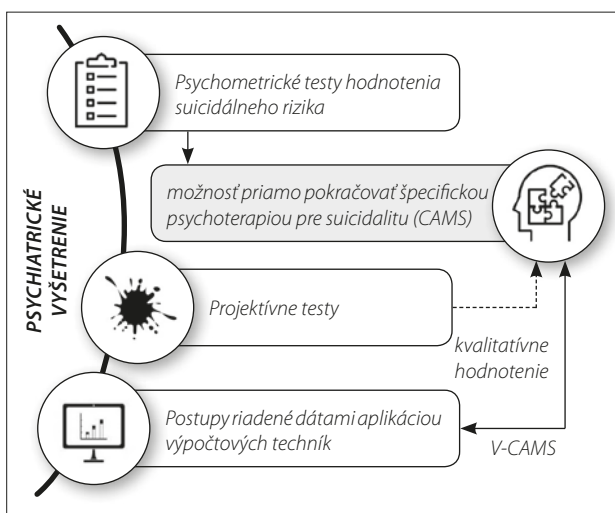 Psychometrické testy hodnotenia
suicidálneho rizika
možnosť priamo pokračovať špecifickou
psychoterapiou pre suicidalitu (CAMS)
PSYCHIATRICKÉ
VYŠETRENIE
Projektívne testy
kvalitatívne
hodnotenie
Postupy riadené dátami aplikáciou
výpočtových techník
V-CAMS